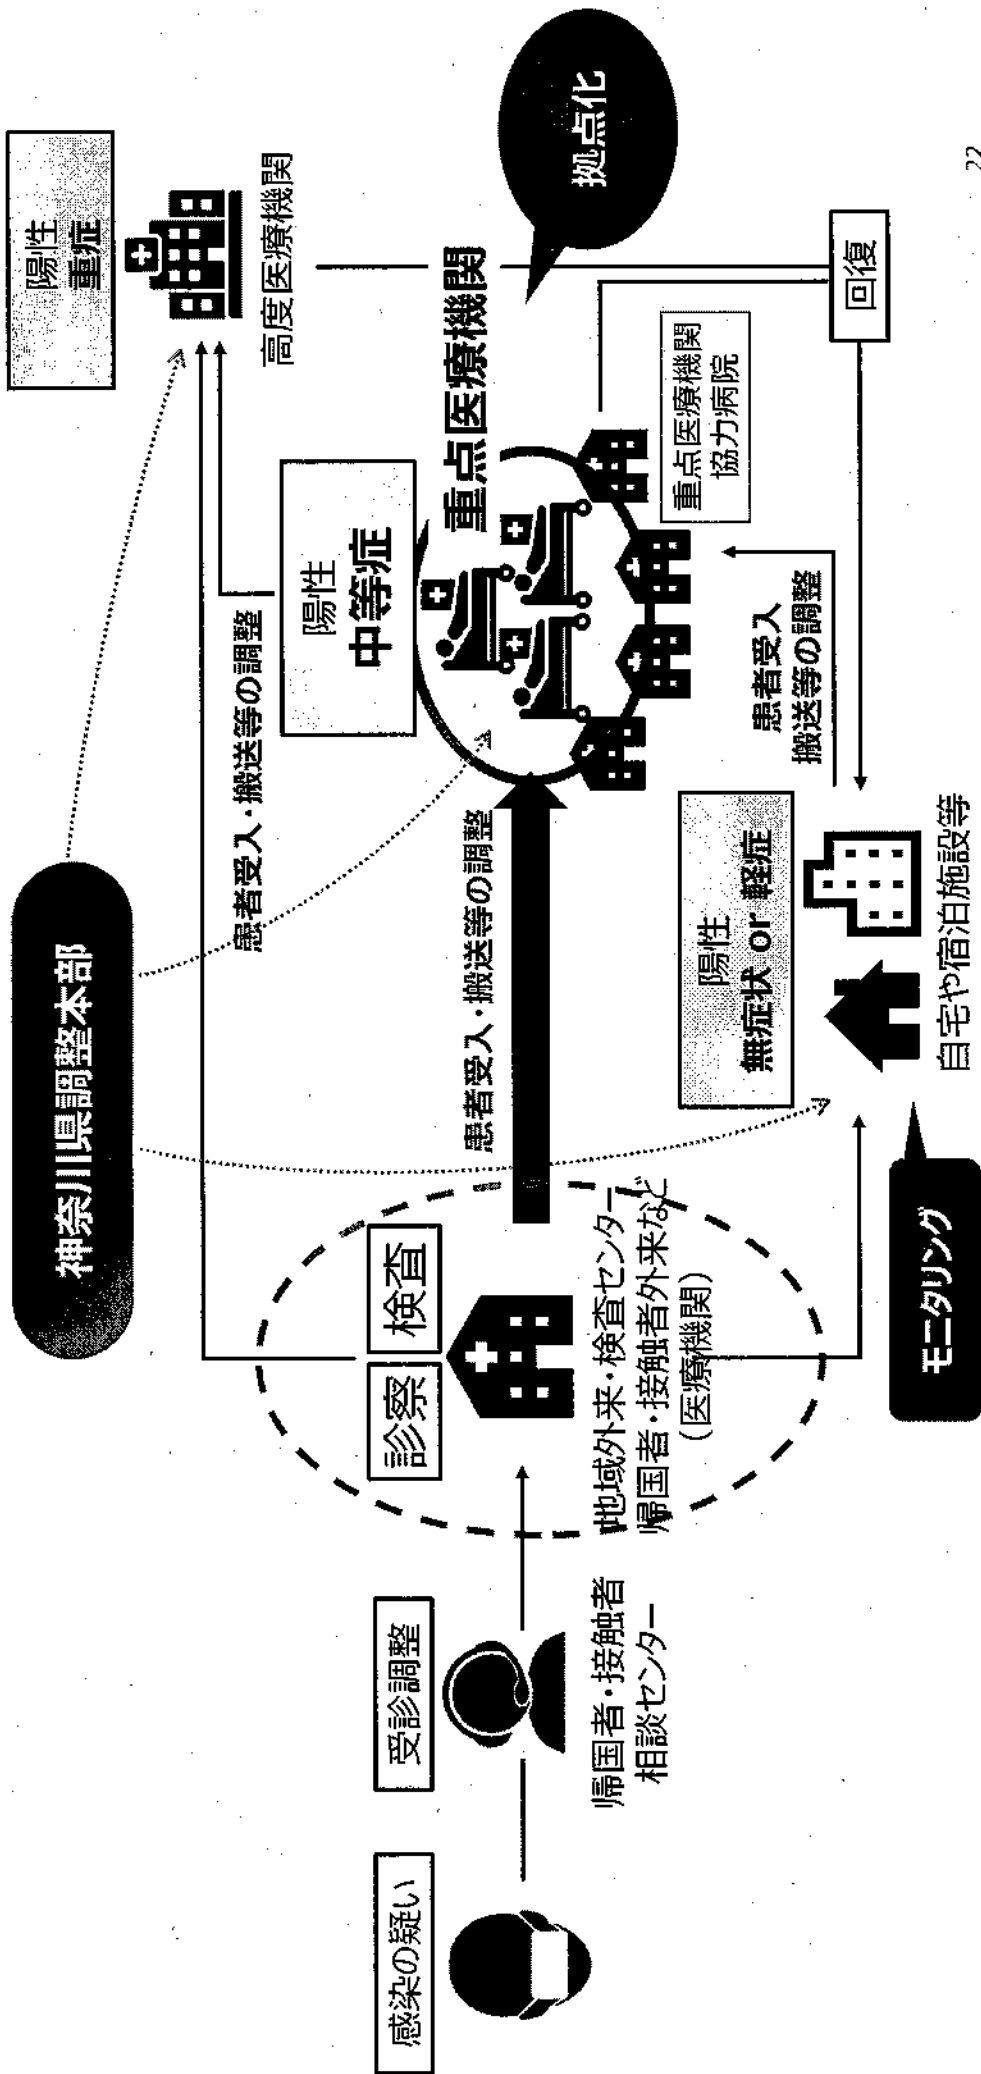 神奈川県調整本部
陽性
重症
高度医療機関
患者受入・搬送等の調整
陽性
中等症
重点医療機関
拠点化
感染の疑い
受診調整
帰国者・接触者
相談センター
診察
検査
地域外来・検査センター
帰国者・接触者外来など
(医療機関)
患者受入・搬送等の調整
重点医療機関
協力病院
患者受入
搬送等の調整
回復
陽性
無症状 or 軽症
自宅や宿泊施設等
モニタリング
22